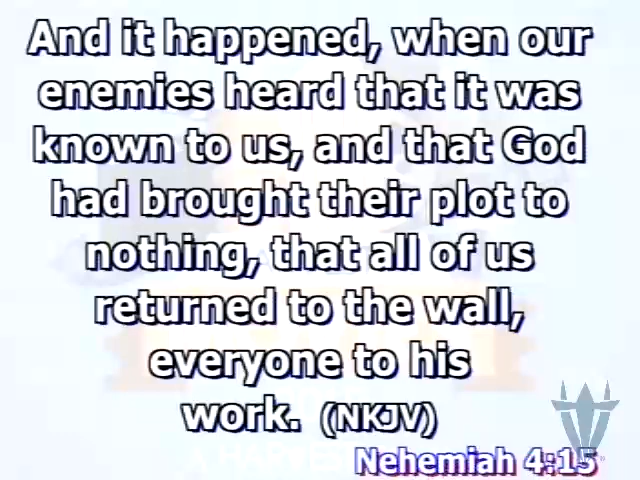 And it happened, when our
enemies heard that it was
known to us, and that God
had brought their plot to
nothing, that all of us
returned to the wall,
everyone to his
work. (NKJV)
HARVEST
Nehemiah 4:15